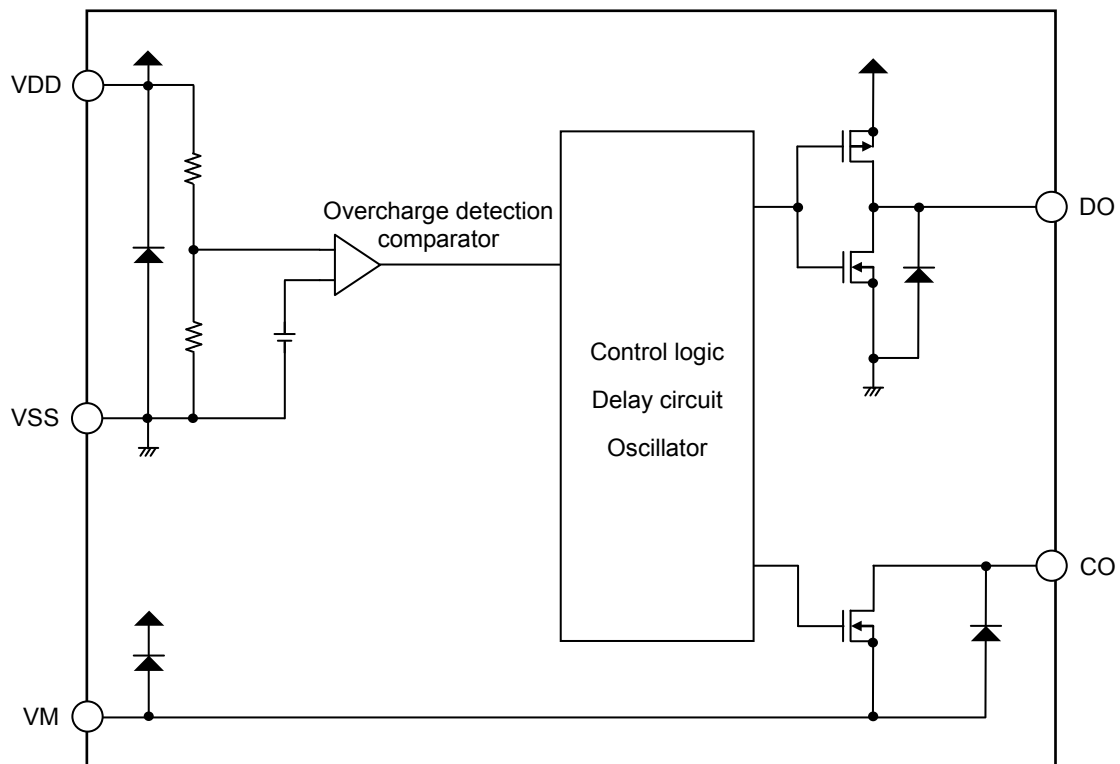 VDD
Overcharge detection
comparator
DO
VSS
Control logic
Delay circuit
Oscillator
CO
VM